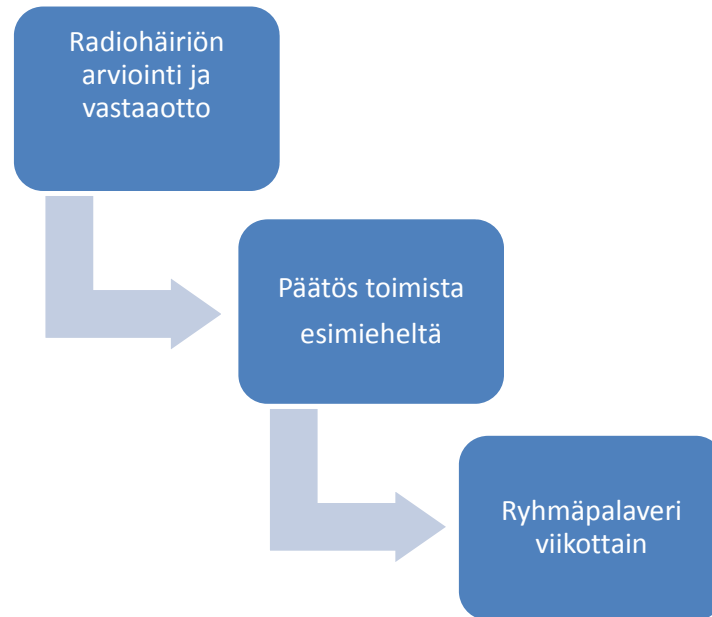 Radiohäiriön
arviointi ja
vastaaotto
Päätös toimista
esimieheltä
Ryhmäpalaveri
viikottain